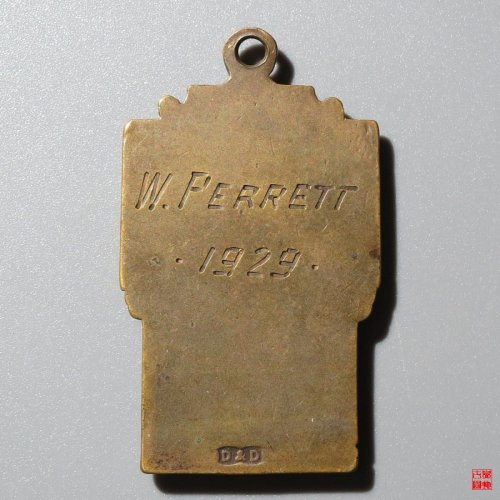 W. PERRETT
· 1929 ·
D & D